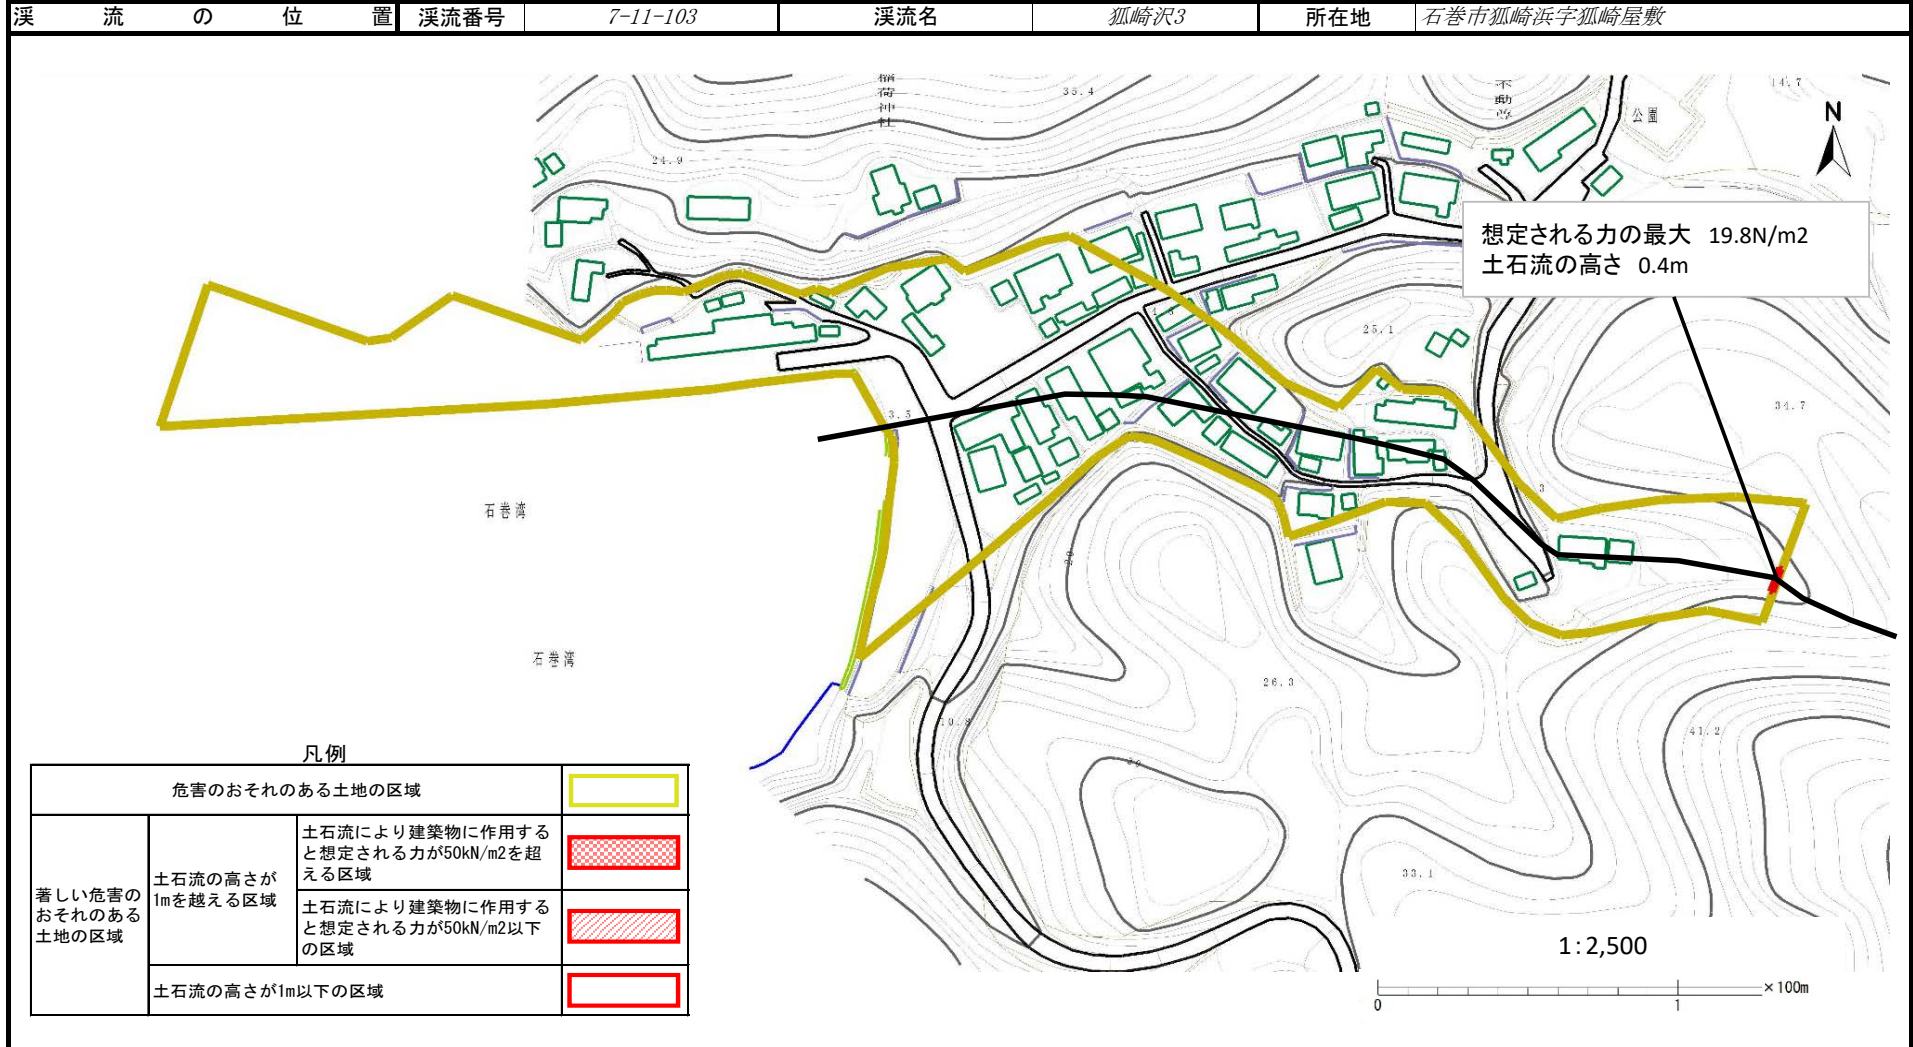 渓流の位置 渓流番号 7-11-103 渓流名 狐崎沢3 所在地 石巻市狐崎浜字狐崎屋敷
稲荷神社
35.4
不動堂
公園
14.7
N
24.9
想定される力の最大 19.8N/m2
土石流の高さ 0.4m
25.1
34.7
3.5
石巻湾
20
石巻湾
26.3
10.8
41.2
33.1
凡例
危害のおそれのある土地の区域
著しい危害の
おそれのある
土地の区域
土石流の高さが
1mを越える区域
土石流により建築物に作用する
と想定される力が50kN/m2を超
える区域
土石流により建築物に作用する
と想定される力が50kN/m2以下
の区域
土石流の高さが1m以下の区域
1:2,500
×100m
0 1